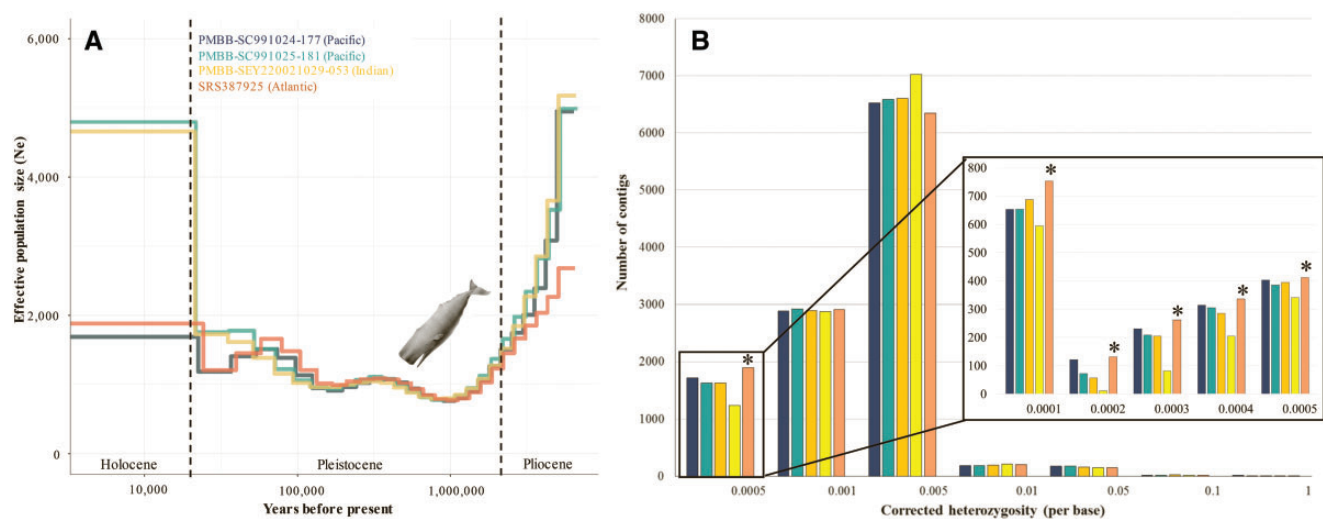 A
PMBB-SC991024-177 (Pacific)
PMBB-SC991025-181 (Pacific)
PMBB-SEY220021029-053 (Indian)
SRS387925 (Atlantic)
6,000
4,000
2,000
0
Effective population size (Ne)
Holocene
Pleistocene
Pliocene
10,000
100,000
1,000,000
Years before present
B
8000
7000
6000
5000
4000
3000
2000
1000
0
Number of contigs
*
0.0005
0.001
0.005
0.01
0.05
0.1
1
Corrected heterozygosity (per base)
800
700
600
500
400
300
200
100
0
* * * * *
0.0001
0.0002
0.0003
0.0004
0.0005